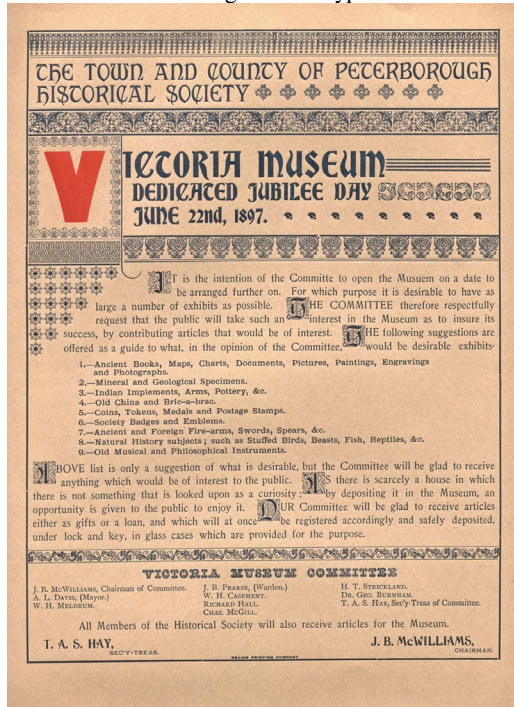 THE TOWN AND COUNTY OF PETERBOROUGH
HISTORICAL SOCIETY
VICTORIA MUSEUM
DEDICATED JUBILEE DAY
JUNE 22nd, 1897.
IT is the intention of the Committe to open the Musuem on a date to
be arranged further on. For which purpose it is desirable to have as
large a number of exhibits as possible. THE COMMITTEE therefore respectfully
request that the public will take such an interest in the Museum as to insure its
success, by contributing articles that would be of interest. THE following suggestions are
offered as a guide to what, in the opinion of the Committee, would be desirable exhibits.
1.—Ancient Books, Maps, Charts, Documents, Pictures, Paintings, Engravings
and Photographs.
2.—Mineral and Geological Specimens.
3.—Indian Implements, Arms, Pottery, &c.
4.—Old China and Bric-a-brac.
5.—Coins, Tokens, Medals and Postage Stamps.
6.—Society Badges and Emblems.
7.—Ancient and Foreign Fire-arms, Swords, Spears, &c.
8.—Natural History subjects; such as Stuffed Birds, Beasts, Fish, Reptiles, &c.
9.—Old Musical and Philosophical Instruments.
ABOVE list is only a suggestion of what is desirable, but the Committee will be glad to receive
anything which would be of interest to the public. AS there is scarcely a house in which
there is not something that is looked upon as a curiosity; by depositing it in the Museum, an
opportunity is given to the public to enjoy it. OUR Committee will be glad to receive articles
either as gifts or a loan, and which will at once be registered accordingly and safely deposited,
under lock and key, in glass cases which are provided for the purpose.
VICTORIA MUSEUM COMMITTEE
J. B. McWILLIAMS, Chairman of Committee.
A. L. DAVIS, (Mayor.)
W. H. MELDRUM.
J. B. PEARSE, (Warden.)
W. H. CASEMENT.
RICHARD HALL.
CHAS. McGILL.
H. T. STRICKLAND.
DR. GEO. BURNHAM.
T. A. S. HAY, Sec'y-Treas of Committee.
All Members of the Historical Society will also receive articles for the Museum.
T. A. S. HAY,
SEC'Y-TREAS.
J. B. McWILLIAMS,
CHAIRMAN.
REVIEW PRINTING COMPANY